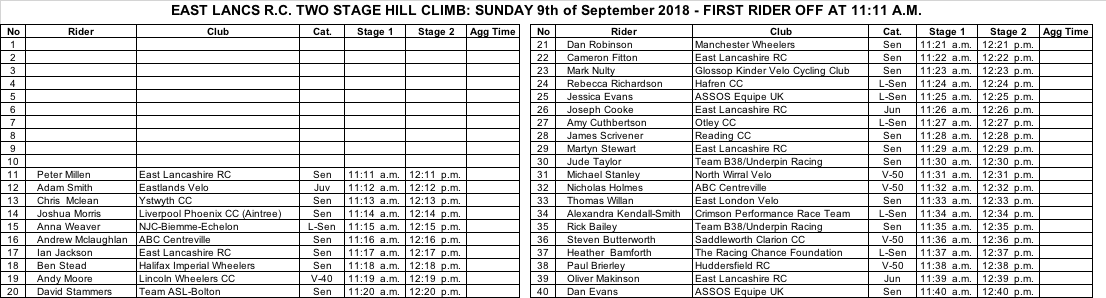 EAST LANCS R.C. TWO STAGE HILL CLIMB: SUNDAY 9th of September 2018 - FIRST RIDER OFF AT 11:11 A.M.
No Rider Club Cat. Stage 1 Stage 2 Agg Time
1
2
3
4
5
6
7
8
9
10
11 Peter Millen East Lancashire RC Sen 11:11 a.m. 12:11 p.m.
12 Adam Smith Eastlands Velo Juv 11:12 a.m. 12:12 p.m.
13 Chris Mclean Ystwyth CC Sen 11:13 a.m. 12:13 p.m.
14 Joshua Morris Liverpool Phoenix CC (Aintree) Sen 11:14 a.m. 12:14 p.m.
15 Anna Weaver NJC-Biemme-Echelon L-Sen 11:15 a.m. 12:15 p.m.
16 Andrew Mclaughlan ABC Centreville Sen 11:16 a.m. 12:16 p.m.
17 Ian Jackson East Lancashire RC Sen 11:17 a.m. 12:17 p.m.
18 Ben Stead Halifax Imperial Wheelers Sen 11:18 a.m. 12:18 p.m.
19 Andy Moore Lincoln Wheelers CC V-40 11:19 a.m. 12:19 p.m.
20 David Stammers Team ASL-Bolton Sen 11:20 a.m. 12:20 p.m.
No Rider Club Cat. Stage 1 Stage 2 Agg Time
21 Dan Robinson Manchester Wheelers Sen 11:21 a.m. 12:21 p.m.
22 Cameron Fitton East Lancashire RC Sen 11:22 a.m. 12:22 p.m.
23 Mark Nulty Glossop Kinder Velo Cycling Club Sen 11:23 a.m. 12:23 p.m.
24 Rebecca Richardson Hafren CC L-Sen 11:24 a.m. 12:24 p.m.
25 Jessica Evans ASSOS Equipe UK L-Sen 11:25 a.m. 12:25 p.m.
26 Joseph Cooke East Lancashire RC Jun 11:26 a.m. 12:26 p.m.
27 Amy Cuthbertson Otley CC L-Sen 11:27 a.m. 12:27 p.m.
28 James Scrivener Reading CC Sen 11:28 a.m. 12:28 p.m.
29 Martyn Stewart East Lancashire RC Sen 11:29 a.m. 12:29 p.m.
30 Jude Taylor Team B38/Underpin Racing Sen 11:30 a.m. 12:30 p.m.
31 Michael Stanley North Wirral Velo V-50 11:31 a.m. 12:31 p.m.
32 Nicholas Holmes ABC Centreville V-50 11:32 a.m. 12:32 p.m.
33 Thomas Willan East London Velo Sen 11:33 a.m. 12:33 p.m.
34 Alexandra Kendall-Smith Crimson Performance Race Team L-Sen 11:34 a.m. 12:34 p.m.
35 Rick Bailey Team B38/Underpin Racing Sen 11:35 a.m. 12:35 p.m.
36 Steven Butterworth Saddleworth Clarion CC V-50 11:36 a.m. 12:36 p.m.
37 Heather Bamforth The Racing Chance Foundation L-Sen 11:37 a.m. 12:37 p.m.
38 Paul Brierley Huddersfield RC V-50 11:38 a.m. 12:38 p.m.
39 Oliver Makinson East Lancashire RC Jun 11:39 a.m. 12:39 p.m.
40 Dan Evans ASSOS Equipe UK Sen 11:40 a.m. 12:40 p.m.